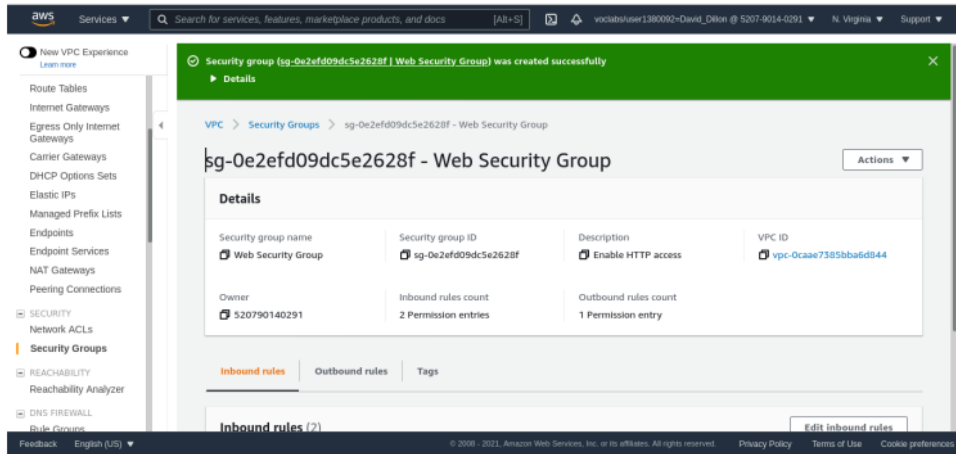 aws
Services ▼
Search for services, features, marketplace products, and docs [Alt+S]
voclabs/user1380092=David_Dillon @ 5207-9014-0291 ▼
N. Virginia ▼
Support ▼
New VPC Experience
Learn more
Route Tables
Internet Gateways
Egress Only Internet
Gateways
Carrier Gateways
DHCP Options Sets
Elastic IPs
Managed Prefix Lists
Endpoints
Endpoint Services
NAT Gateways
Peering Connections
SECURITY
Network ACLs
Security Groups
REACHABILITY
Reachability Analyzer
DNS FIREWALL
Rule Groups
Security group (sg-0e2efd09dc5e2628f | Web Security Group) was created successfully
▶ Details
VPC > Security Groups > sg-0e2efd09dc5e2628f - Web Security Group
sg-0e2efd09dc5e2628f - Web Security Group
Actions ▼
Details
Security group name
Web Security Group
Security group ID
sg-0e2efd09dc5e2628f
Description
Enable HTTP access
VPC ID
vpc-0caae7385bba6d844
Owner
520790140291
Inbound rules count
2 Permission entries
Outbound rules count
1 Permission entry
Inbound rules
Outbound rules
Tags
Inbound rules (2)
Edit inbound rules
Feedback
English (US) ▼
© 2008 - 2021, Amazon Web Services, Inc. or its affiliates. All rights reserved.
Privacy Policy
Terms of Use
Cookie preferences